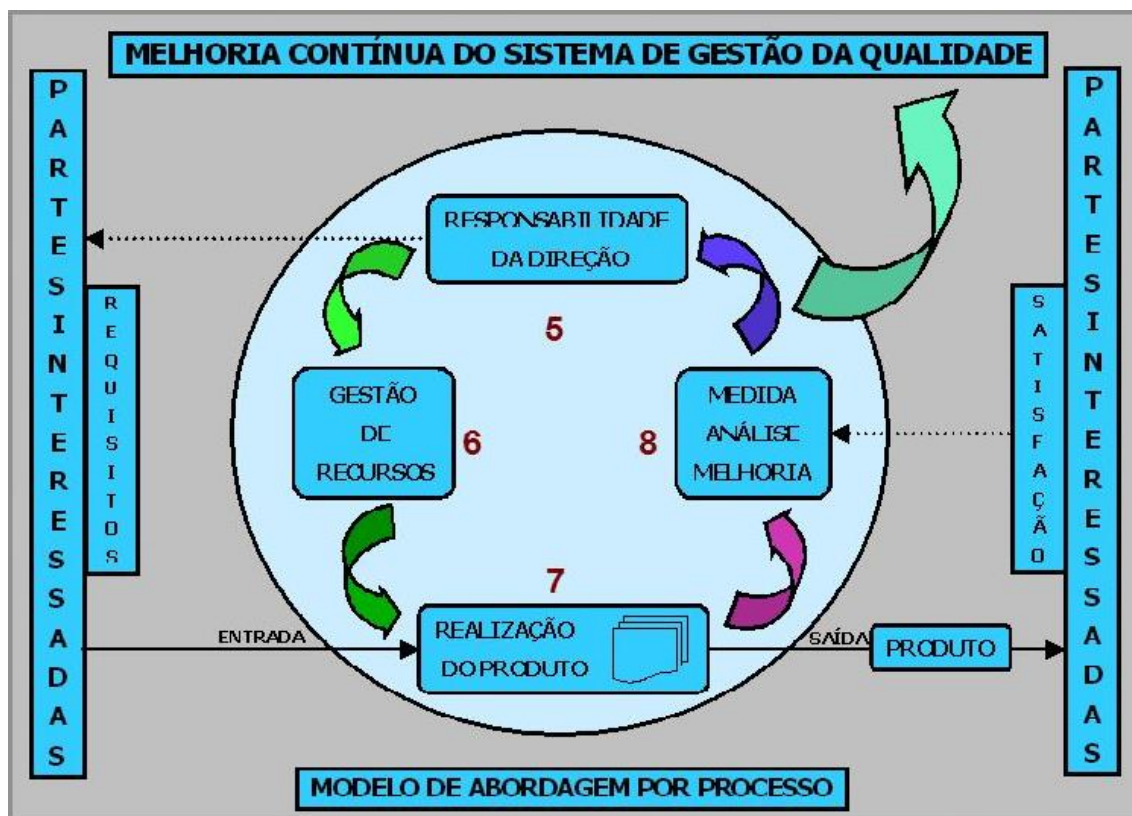 MELHORIA CONTÍNUA DO SISTEMA DE GESTÃO DA QUALIDADE
PARTES INTERESSADAS
REQUISITOS
RESPONSABILIDADE
DA DIREÇÃO
5
GESTÃO
DE
RECURSOS
6
8
MEDIDA
ANÁLISE
MELHORIA
SATISFAÇÃO
PARTES INTERESSADAS
7
ENTRADA
REALIZAÇÃO
DO PRODUTO
SAÍDA
PRODUTO
MODELO DE ABORDAGEM POR PROCESSO